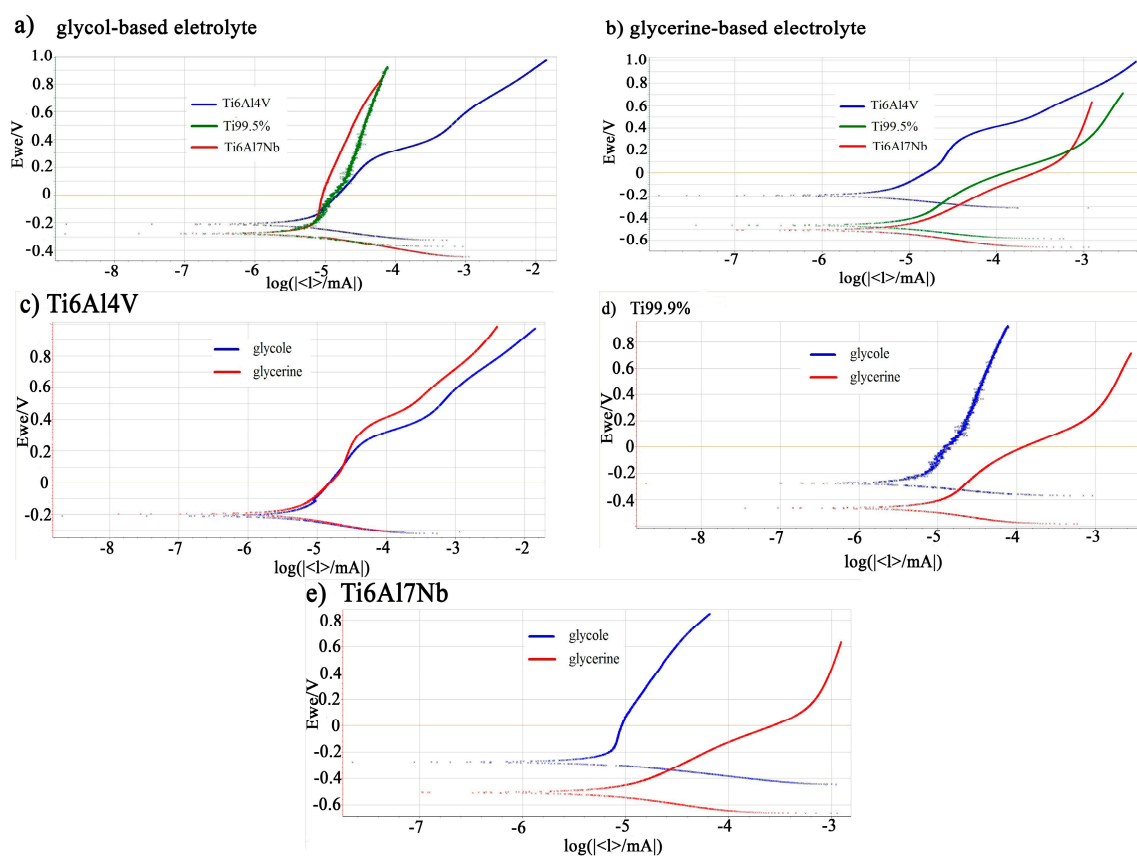 a) glycol-based eletrolyte
Ewe/V
1.0
0.8
0.6
0.4
0.2
0
-0.2
-0.4
Ti6Al4V
Ti99.5%
Ti6Al7Nb
-8 -7 -6 -5 -4 -3 -2
log(|<I>/mA|)
b) glycerine-based electrolyte
Ewe/V
1.0
0.8
0.6
0.4
0.2
0.0
-0.2
-0.4
-0.6
Ti6Al4V
Ti99.5%
Ti6Al7Nb
-7 -6 -5 -4 -3
log(|<I>/mA|)
c) Ti6Al4V
Ewe/V
0.8
0.6
0.4
0.2
0
-0.2
glycole
glycerine
-8 -7 -6 -5 -4 -3 -2
log(|<I>/mA|)
d) Ti99.9%
Ewe/V
0.8
0.6
0.4
0.2
0
-0.2
-0.4
glycole
glycerine
-8 -7 -6 -5 -4 -3
log(|<I>/mA|)
e) Ti6Al7Nb
Ewe/V
0.8
0.6
0.4
0.2
0
-0.2
-0.4
-0.6
glycole
glycerine
-7 -6 -5 -4 -3
log(|<I>/mA|)